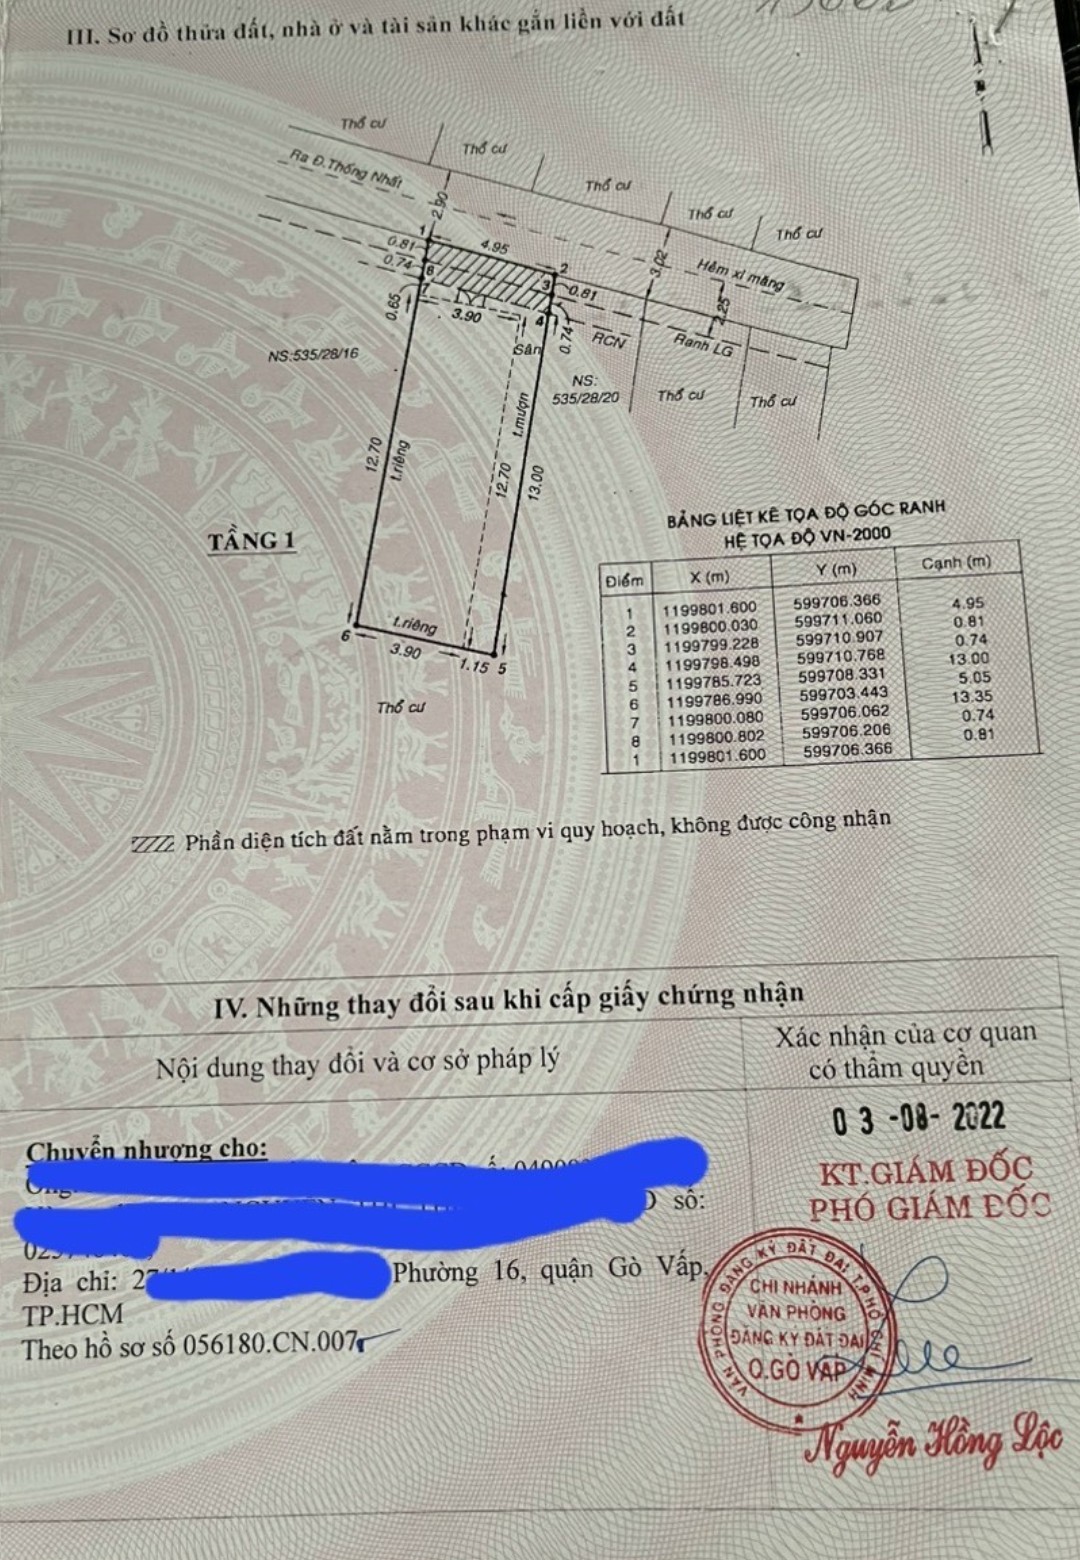 III. Sơ đồ thửa đất, nhà ở và tài sản khác gắn liền với đất
Thổ cư
Thổ cư
Thổ cư
Thổ cư
Thổ cư
Ra Đ.Thống Nhất
2.90
1
4.95
2
0.81
0.74
8
7
3
0.81
3.02
Hẻm xi măng
2.25
0.65
3.90
4
0.74
RCN
Ranh LG
Sân
NS:535/28/16
NS:
535/28/20
Thổ cư
Thổ cư
t.mượn
12.70
t.riêng
12.70
13.00
TẦNG 1
6
t.riêng
3.90
1.15
5
Thổ cư
BẢNG LIỆT KÊ TỌA ĐỘ GÓC RANH
HỆ TỌA ĐỘ VN-2000
Điểm X (m) Y (m) Cạnh (m)
1 1199801.600 599706.366
4.95
2 1199800.030 599711.060
0.81
3 1199799.228 599710.907
0.74
4 1199798.498 599710.768
13.00
5 1199785.723 599708.331
5.05
6 1199786.990 599703.443
13.35
7 1199800.080 599706.062
0.74
8 1199800.802 599706.206
0.81
1 1199801.600 599706.366
Phần diện tích đất nằm trong phạm vi quy hoạch, không được công nhận
IV. Những thay đổi sau khi cấp giấy chứng nhận
Nội dung thay đổi và cơ sở pháp lý
Xác nhận của cơ quan
có thẩm quyền
03-08-2022
Chuyển nhượng cho:
KT.GIÁM ĐỐC
PHÓ GIÁM ĐỐC
số:
Địa chỉ: 27 Phường 16, quận Gò Vấp,
TP.HCM
Theo hồ sơ số 056180.CN.007
VĂN PHÒNG ĐĂNG KÝ ĐẤT ĐAI T.P HỒ CHÍ MINH
CHI NHÁNH
VĂN PHÒNG
ĐĂNG KÝ ĐẤT ĐAI
Q.GÒ VẤP
Nguyễn Hồng Lộc